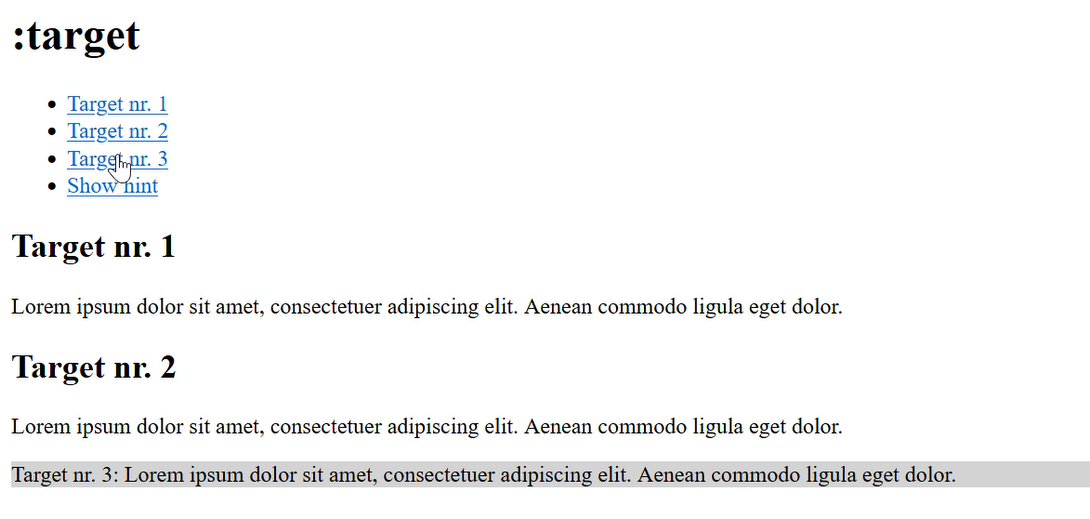 :target
Target nr. 1
Target nr. 2
Target nr. 3
Show hint
Target nr. 1
Lorem ipsum dolor sit amet, consectetuer adipiscing elit. Aenean commodo ligula eget dolor.
Target nr. 2
Lorem ipsum dolor sit amet, consectetuer adipiscing elit. Aenean commodo ligula eget dolor.
Target nr. 3: Lorem ipsum dolor sit amet, consectetuer adipiscing elit. Aenean commodo ligula eget dolor.